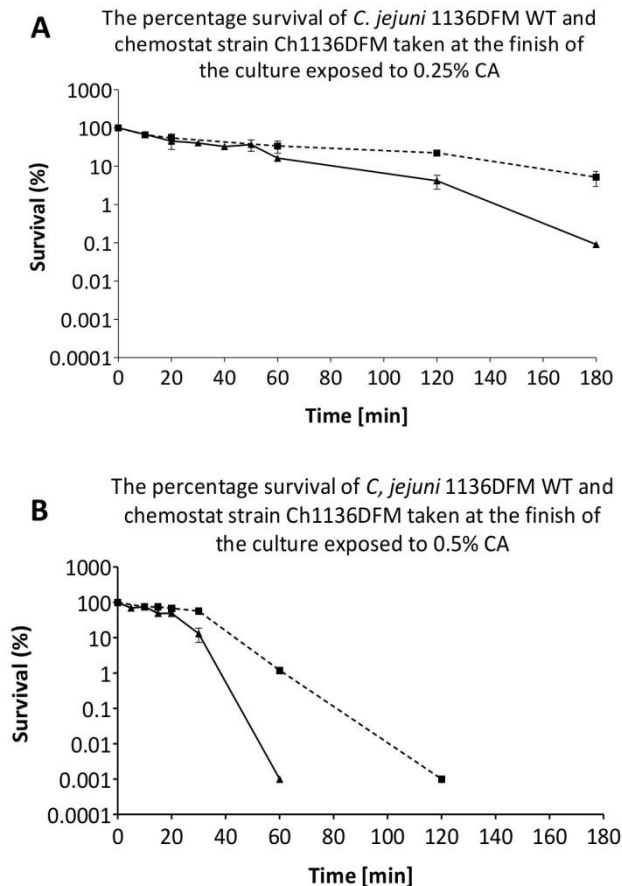 A
The percentage survival of C. jejuni 1136DFM WT and
chemostat strain Ch1136DFM taken at the finish of
the culture exposed to 0.25% CA
1000
100
10
1
0.1
0.01
0.001
0.0001
Survival (%)
0 20 40 60 80 100 120 140 160 180
Time [min]
B
The percentage survival of C, jejuni 1136DFM WT and
chemostat strain Ch1136DFM taken at the finish of
the culture exposed to 0.5% CA
1000
100
10
1
0.1
0.01
0.001
0.0001
Survival (%)
0 20 40 60 80 100 120 140 160 180
Time [min]